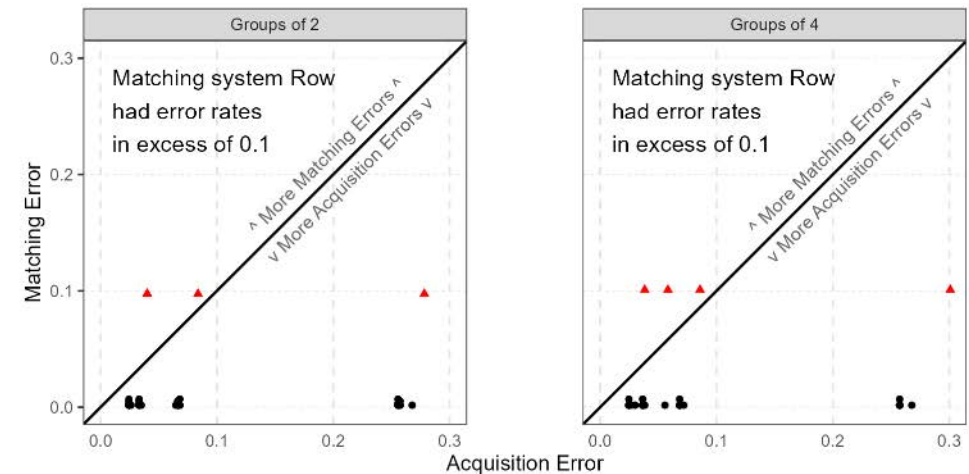 Groups of 2
Groups of 4
Matching system Row
had error rates
in excess of 0.1
^ More Matching Errors ^
v More Acquisition Errors v
Matching system Row
had error rates
in excess of 0.1
^ More Matching Errors ^
v More Acquisition Errors v
Matching Error
0.3
0.2
0.1
0.0
0.0 0.1 0.2 0.3
0.0 0.1 0.2 0.3
Acquisition Error